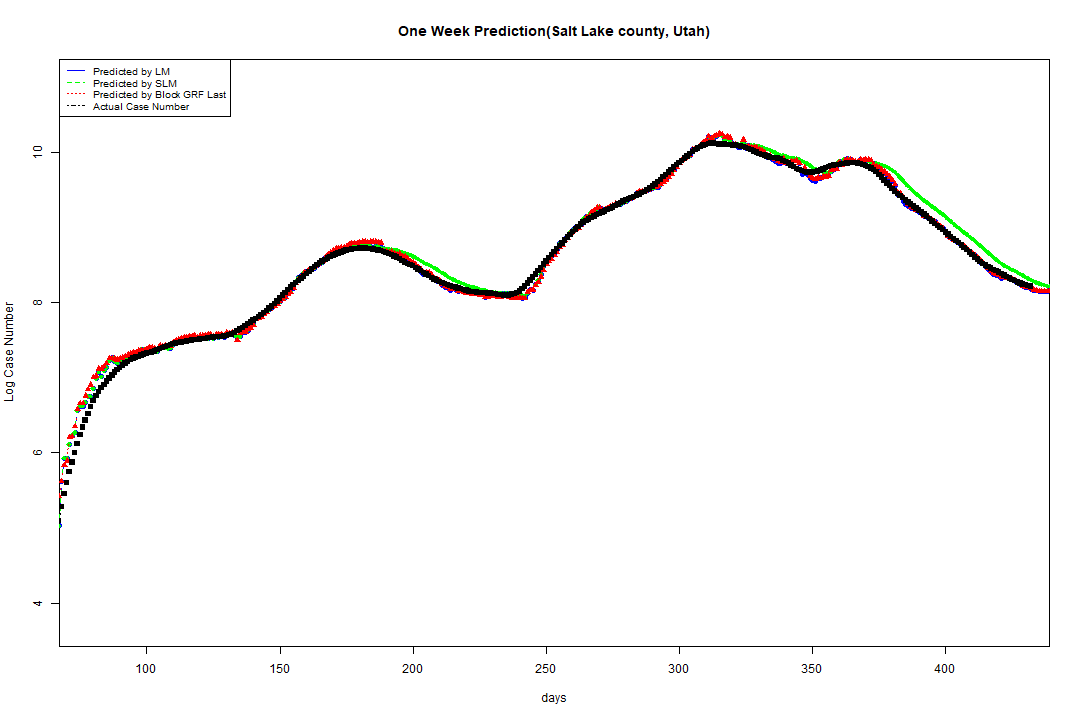 One Week Prediction(Salt Lake county, Utah)
Predicted by LM
Predicted by SLM
Predicted by Block GRF Last
Actual Case Number
10
8
6
4
Log Case Number
100 150 200 250 300 350 400
days